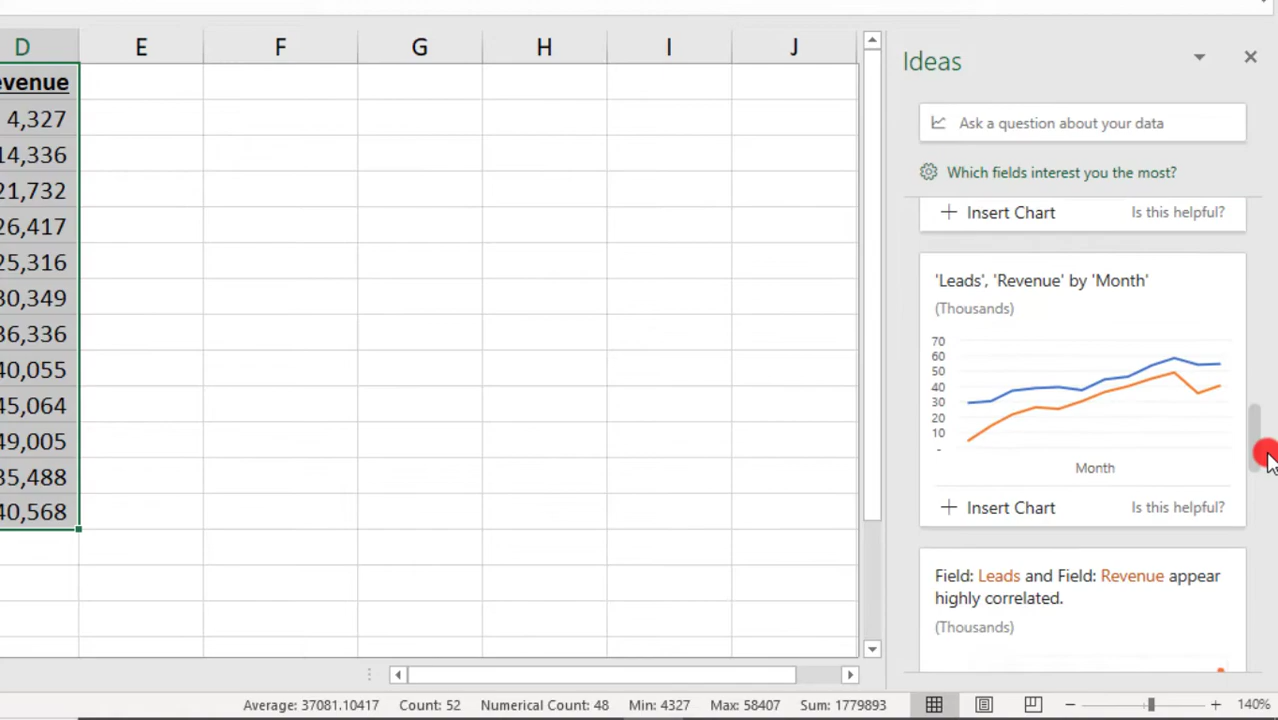 D E F G H I J
evenue
4,327
14,336
21,732
26,417
25,316
30,349
36,336
40,055
45,064
49,005
35,488
40,568
Ideas
Ask a question about your data
Which fields interest you the most?
+ Insert Chart Is this helpful?
'Leads', 'Revenue' by 'Month'
(Thousands)
70
60
50
40
30
20
10
-
Month
+ Insert Chart Is this helpful?
Field: Leads and Field: Revenue appear
highly correlated.
(Thousands)
Average: 37081.10417 Count: 52 Numerical Count: 48 Min: 4327 Max: 58407 Sum: 1779893 - + 140%